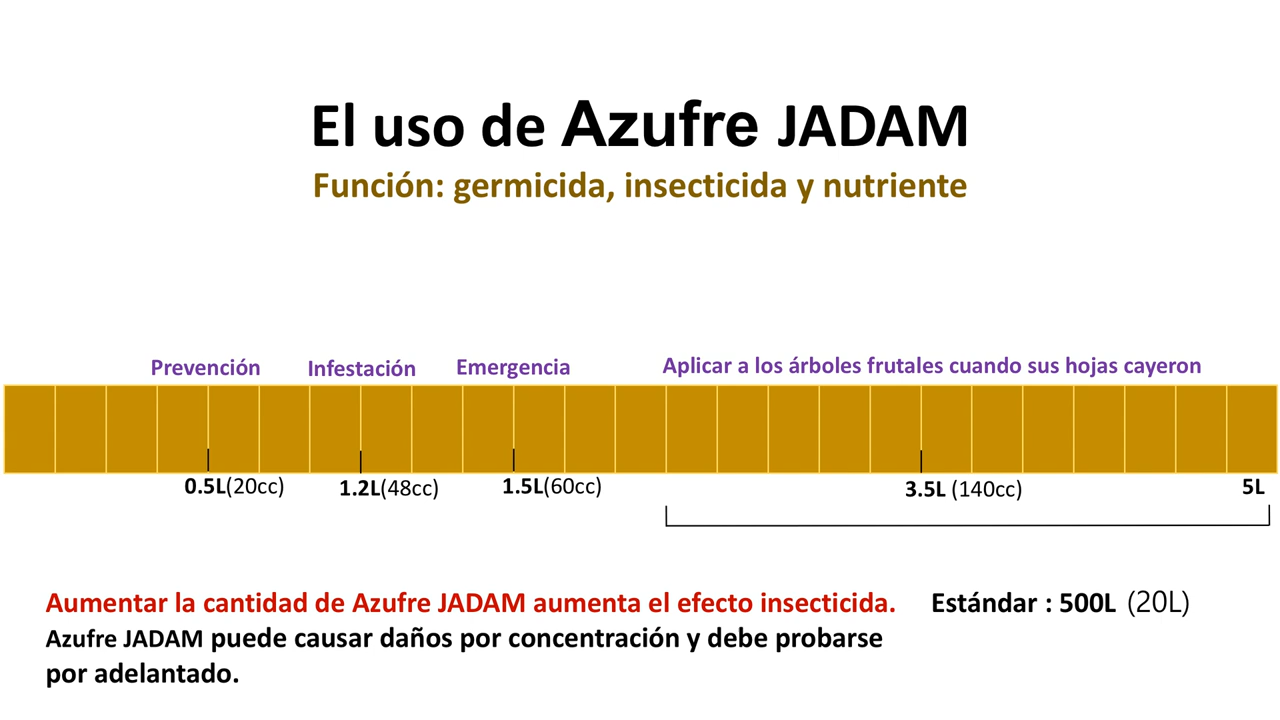 El uso de Azufre JADAM
Función: germicida, insecticida y nutriente
Prevención Infestación Emergencia Aplicar a los árboles frutales cuando sus hojas cayeron
0.5L(20cc) 1.2L(48cc) 1.5L(60cc) 3.5L (140cc) 5L
Aumentar la cantidad de Azufre JADAM aumenta el efecto insecticida. Estándar : 500L (20L)
Azufre JADAM puede causar daños por concentración y debe probarse
por adelantado.